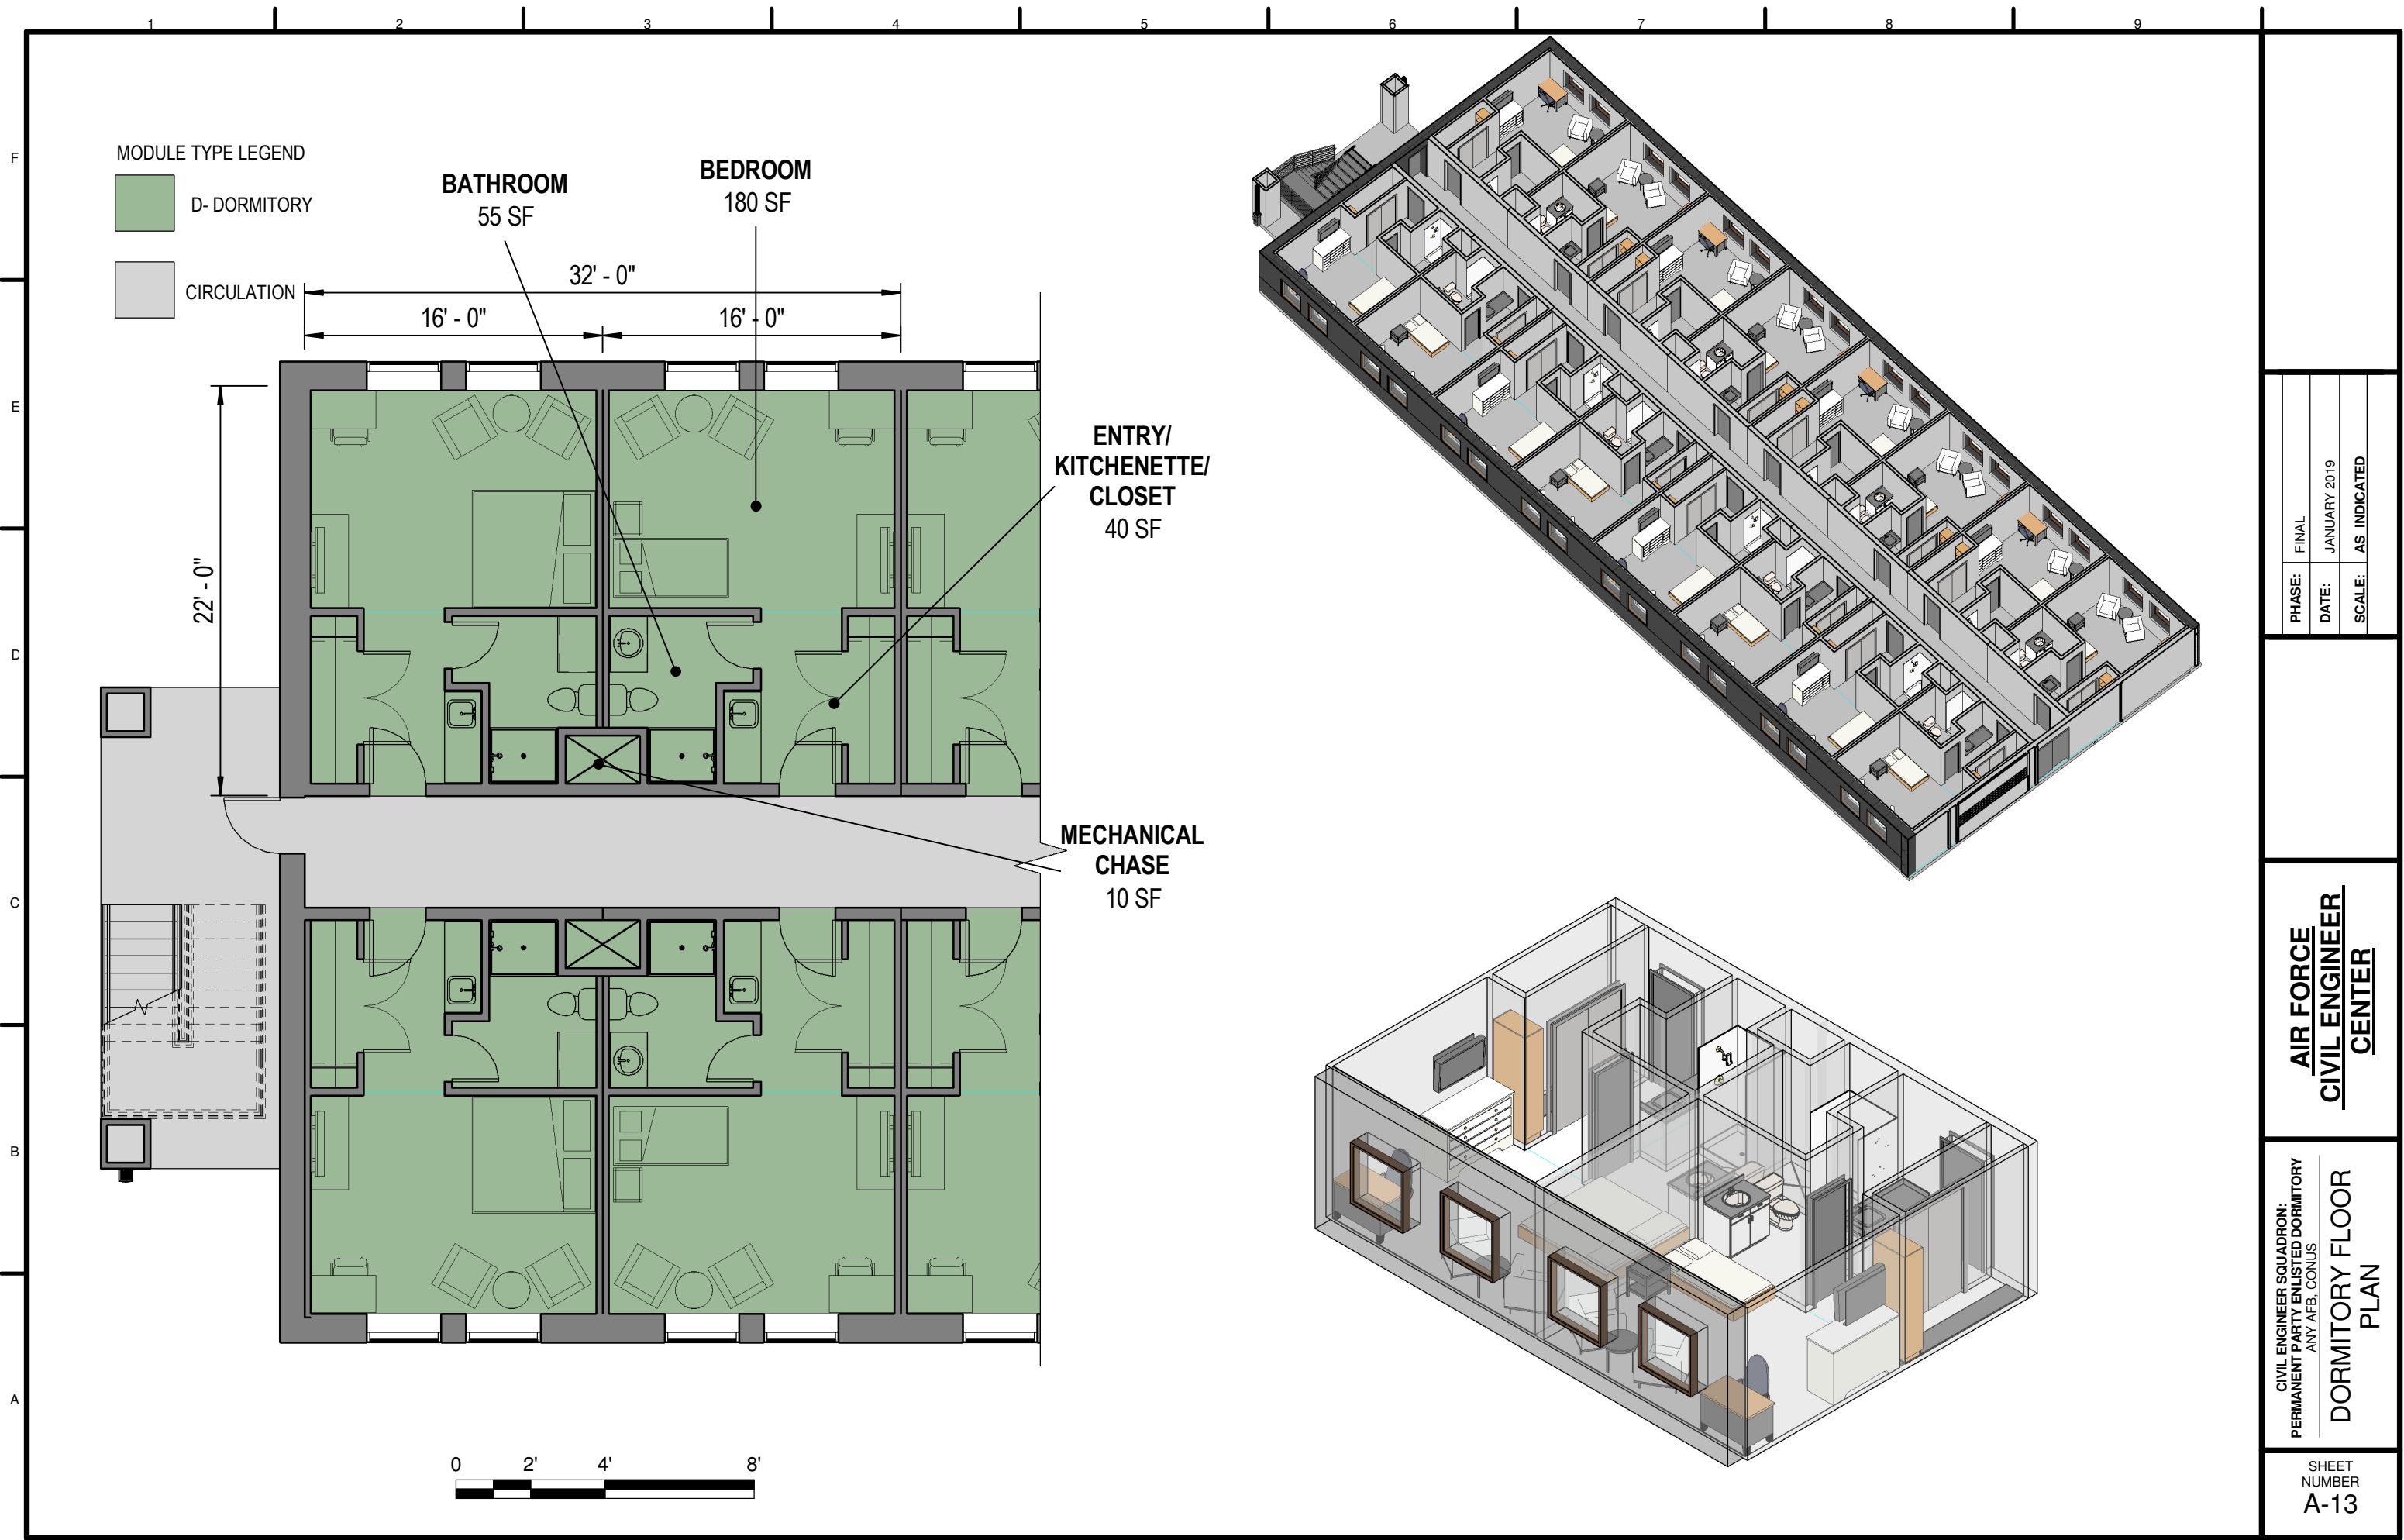 1 2 3 4 5 6 7 8 9
F
E
D
C
B
A
MODULE TYPE LEGEND
D- DORMITORY
CIRCULATION
BATHROOM
55 SF
BEDROOM
180 SF
32' - 0"
16' - 0"
16' - 0"
22' - 0"
ENTRY/
KITCHENETTE/
CLOSET
40 SF
MECHANICAL
CHASE
10 SF
0 2' 4' 8'
PHASE: FINAL
DATE: JANUARY 2019
SCALE: AS INDICATED
AIR FORCE
CIVIL ENGINEER
CENTER
CIVIL ENGINEER SQUADRON:
PERMANENT PARTY ENLISTED DORMITORY
ANY AFB, CONUS
DORMITORY FLOOR
PLAN
SHEET
NUMBER
A-13